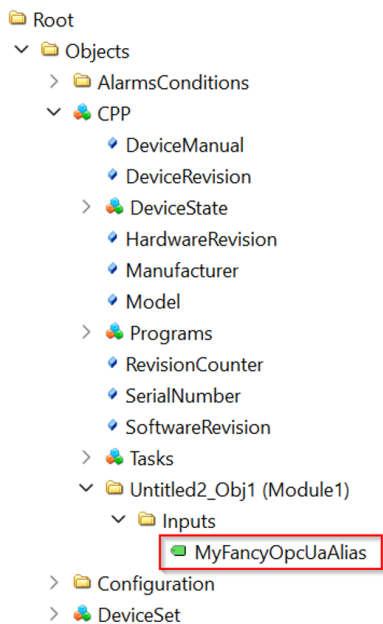 Root
Objects
AlarmsConditions
CPP
DeviceManual
DeviceRevision
DeviceState
HardwareRevision
Manufacturer
Model
Programs
RevisionCounter
SerialNumber
SoftwareRevision
Tasks
Untitled2_Obj1 (Module1)
Inputs
MyFancyOpcUaAlias
Configuration
DeviceSet